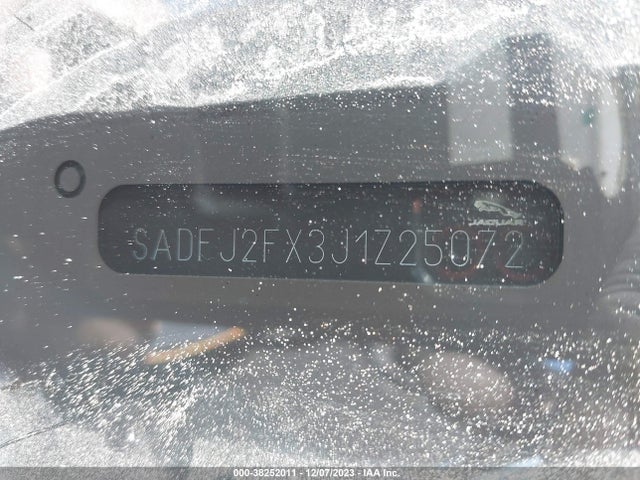 JAGUAR
SADFJ2FX3J1Z25072
000-38252011 - 12/07/2023 - IAA Inc.